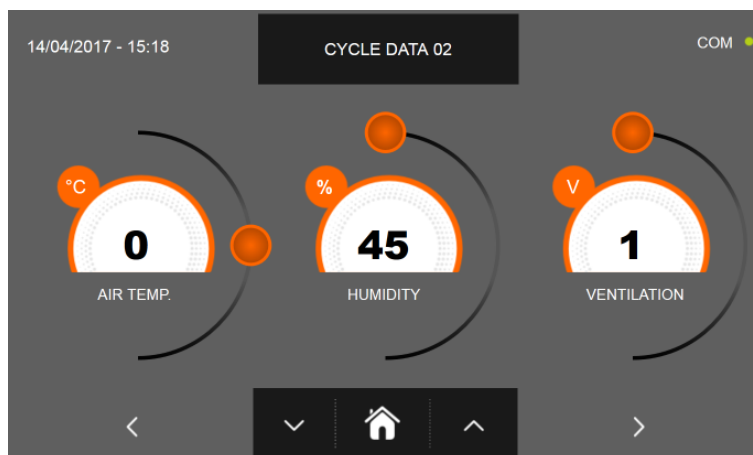 14/04/2017 - 15:18
CYCLE DATA 02
COM
°C
%
V
0
45
1
AIR TEMP.
HUMIDITY
VENTILATION